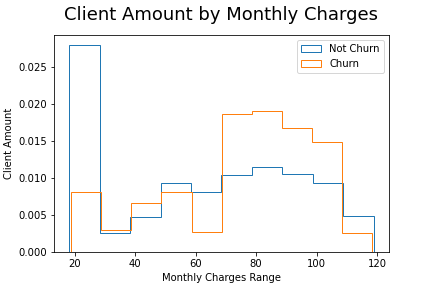 Client Amount by Monthly Charges
Not Churn
Churn
0.025
0.020
0.015
0.010
0.005
0.000
Client Amount
20
40
60
80
100
120
Monthly Charges Range